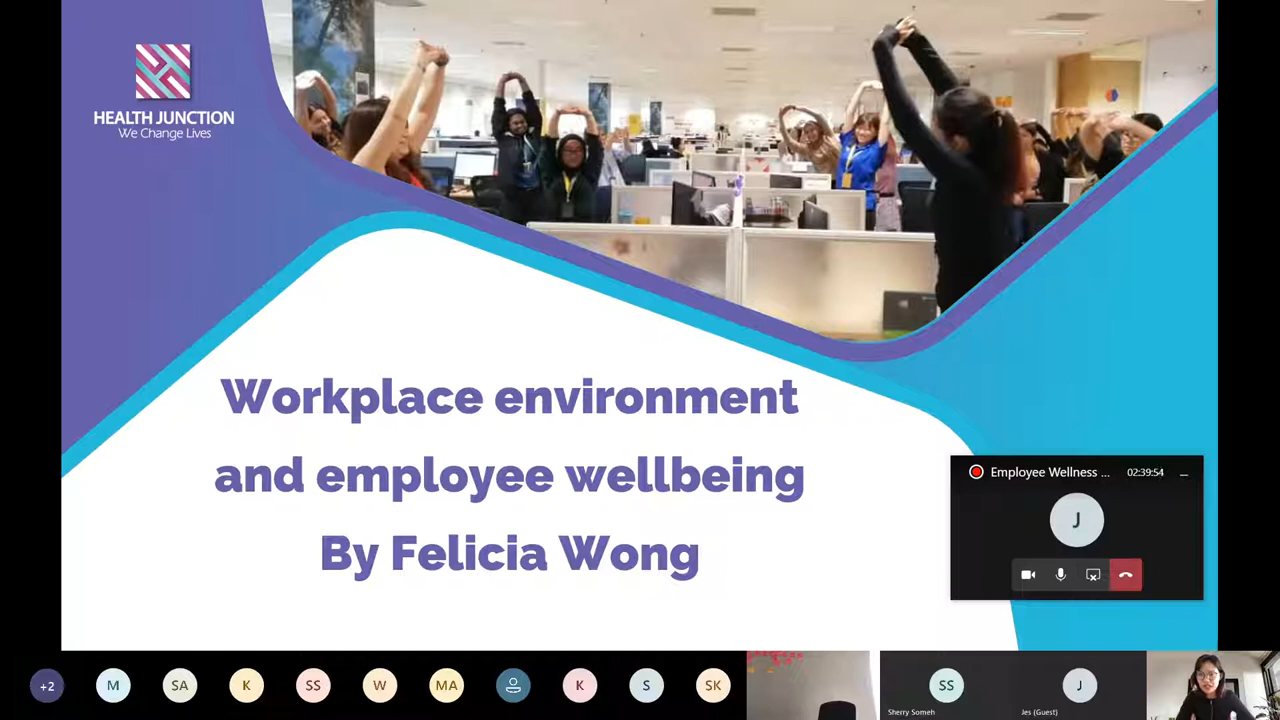 HEALTH JUNCTION
We Change Lives
Workplace environment
and employee wellbeing
By Felicia Wong
Employee Wellness ...
02:39:54
J
+2
M
SA
K
SS
W
MA
K
S
SK
SS
J
Sherry Someh
Jes (Guest)